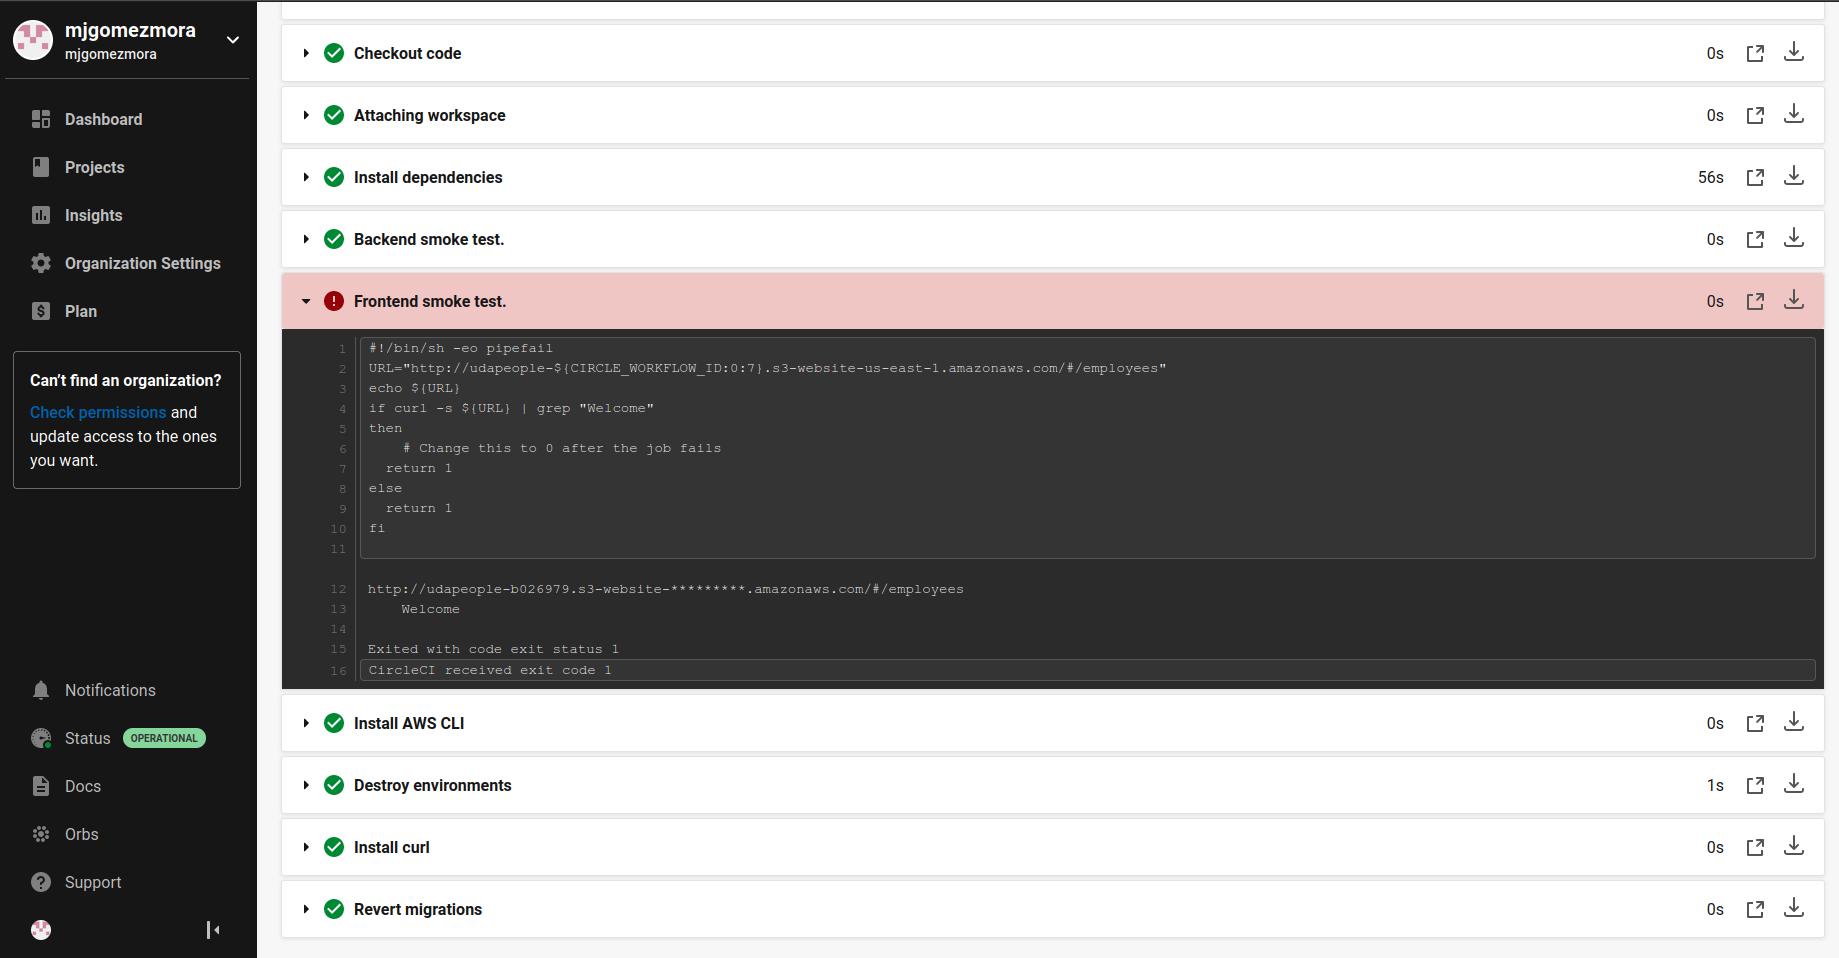 mjgomezmora
mjgomezmora
Dashboard
Projects
Insights
Organization Settings
Plan
Can't find an organization?
Check permissions and
update access to the ones
you want.
Notifications
Status OPERATIONAL
Docs
Orbs
Support
Checkout code 0s
Attaching workspace 0s
Install dependencies 56s
Backend smoke test. 0s
Frontend smoke test. 0s
1 #!/bin/sh -eo pipefail
2 URL="http://udapeople-${CIRCLE_WORKFLOW_ID:0:7}.s3-website-us-east-1.amazonaws.com/#/employees"
3 echo ${URL}
4 if curl -s ${URL} | grep "Welcome"
5 then
6 # Change this to 0 after the job fails
7 return 1
8 else
9 return 1
10 fi
11
12 http://udapeople-b026979.s3-website-*********.amazonaws.com/#/employees
13 Welcome
14
15 Exited with code exit status 1
16 CircleCI received exit code 1
Install AWS CLI 0s
Destroy environments 1s
Install curl 0s
Revert migrations 0s